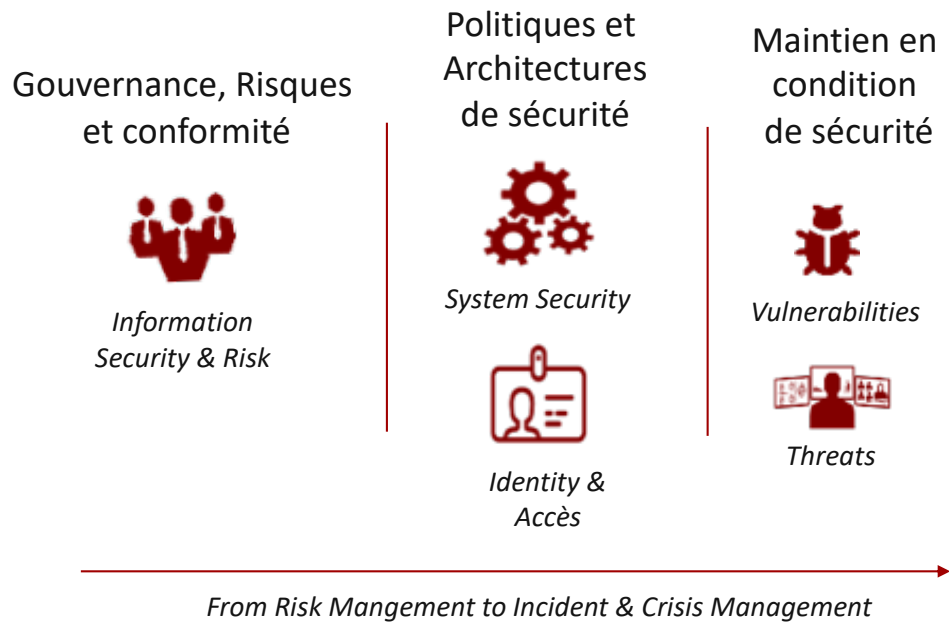 Gouvernance, Risques
et conformité
Information
Security & Risk
Politiques et
Architectures
de sécurité
System Security
Identity &
Accès
Maintien en
condition
de sécurité
Vulnerabilities
Threats
From Risk Mangement to Incident & Crisis Management